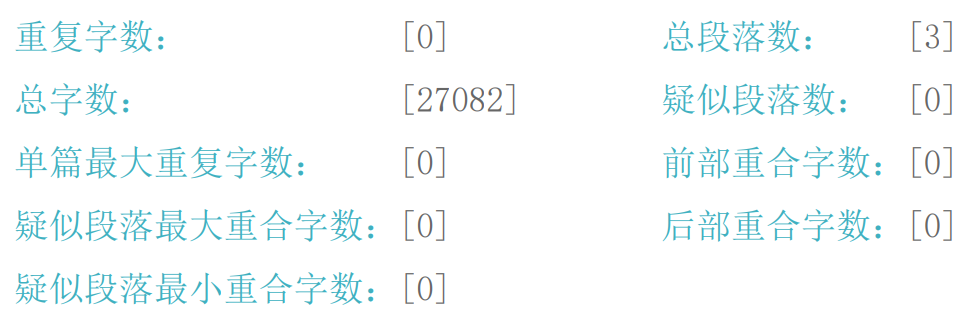 重复字数: [0] 总段落数: [3]
总字数: [27082] 疑似段落数: [0]
单篇最大重复字数: [0] 前部重合字数: [0]
疑似段落最大重合字数: [0] 后部重合字数: [0]
疑似段落最小重合字数: [0]